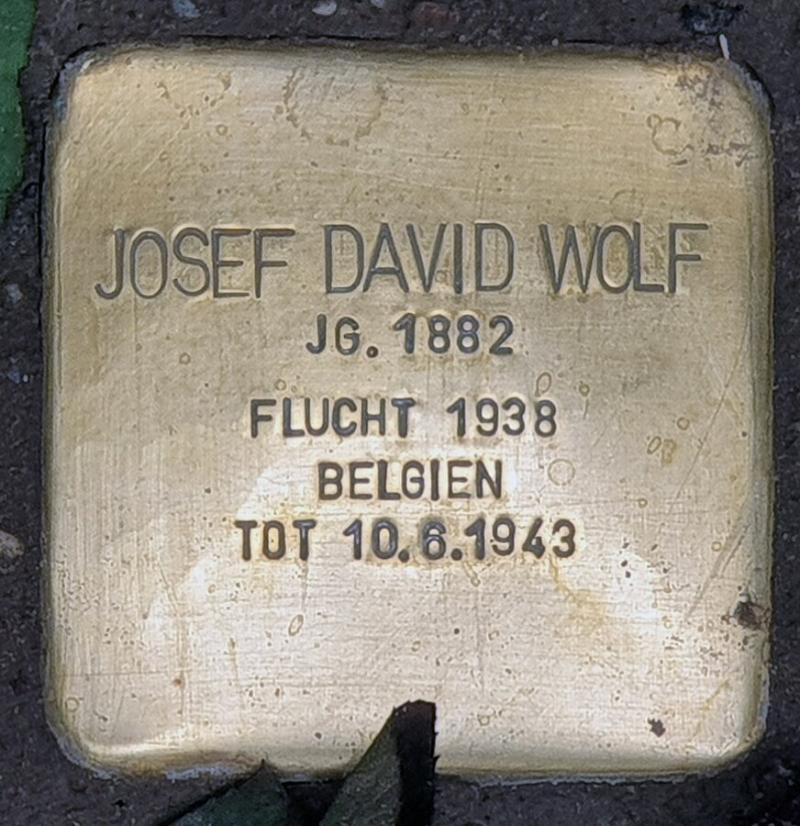 JOSEF DAVID WOLF
JG. 1882
FLUCHT 1938
BELGIEN
TOT 10.6.1943